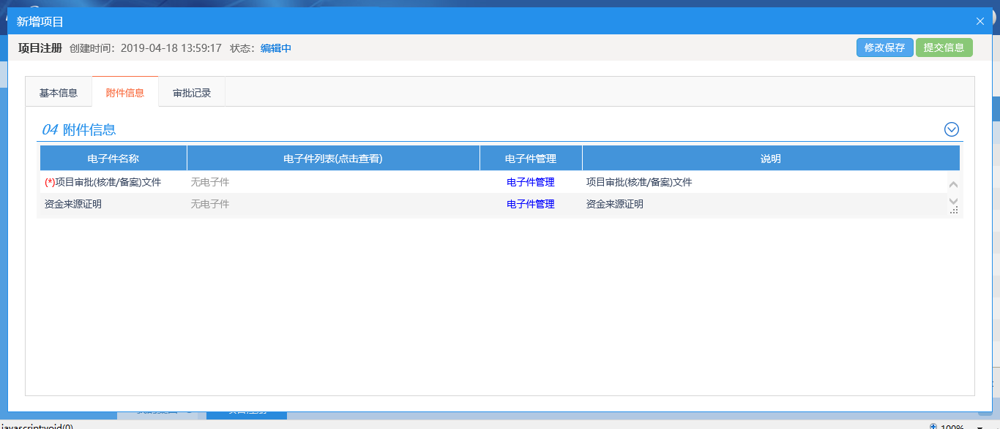 新增项目
项目注册 创建时间：2019-04-18 13:59:17 状态：编辑中 修改保存 提交信息
基本信息 附件信息 审批记录
04 附件信息
电子件名称 电子件列表(点击查看) 电子件管理 说明
(*)项目审批(核准/备案)文件 无电子件 电子件管理 项目审批(核准/备案)文件
资金来源证明 无电子件 电子件管理 资金来源证明
项目注册
javascript:void(0) 100%